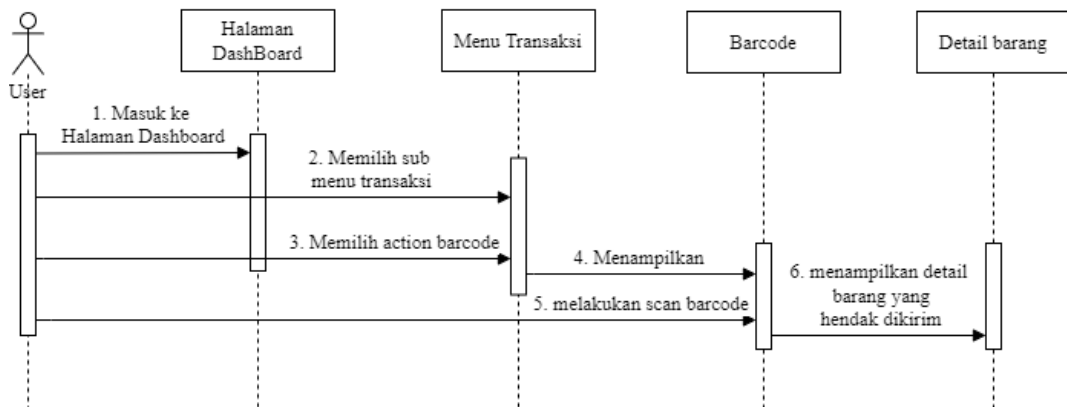 Halaman
DashBoard
Menu Transaksi
Barcode
Detail barang
User
1. Masuk ke
Halaman Dashboard
2. Memilih sub
menu transaksi
3. Memilih action barcode
4. Menampilkan
5. melakukan scan barcode
6. menampilkan detail
barang yang
hendak dikirim